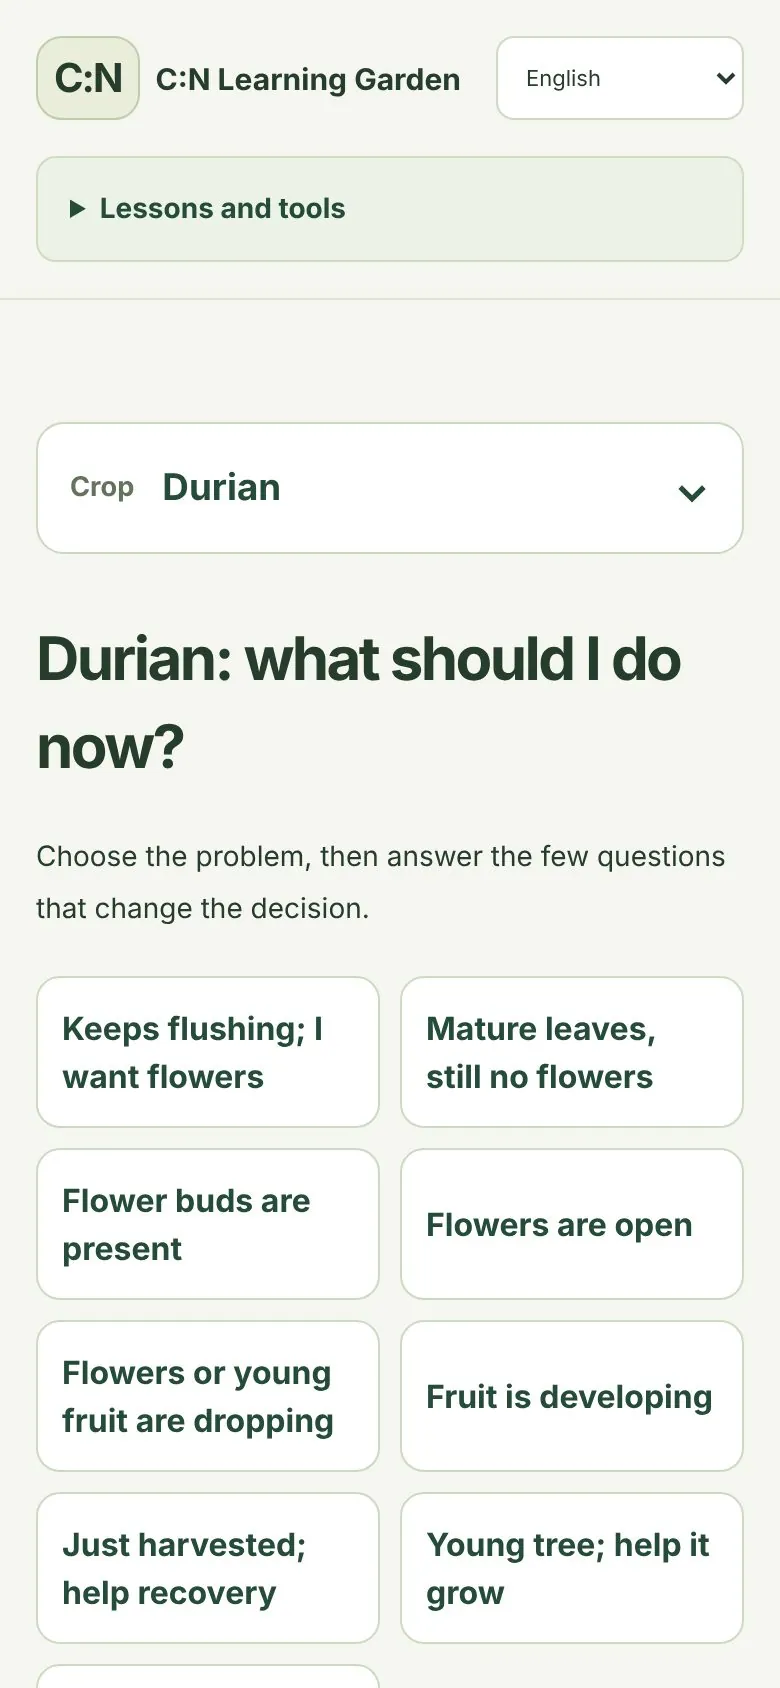 C:N
C:N Learning Garden
English
Lessons and tools
Crop
Durian
Durian: what should I do
now?
Choose the problem, then answer the few questions
that change the decision.
Keeps flushing; I
want flowers
Mature leaves,
still no flowers
Flower buds are
present
Flowers are open
Flowers or young
fruit are dropping
Fruit is developing
Just harvested;
help recovery
Young tree; help it
grow